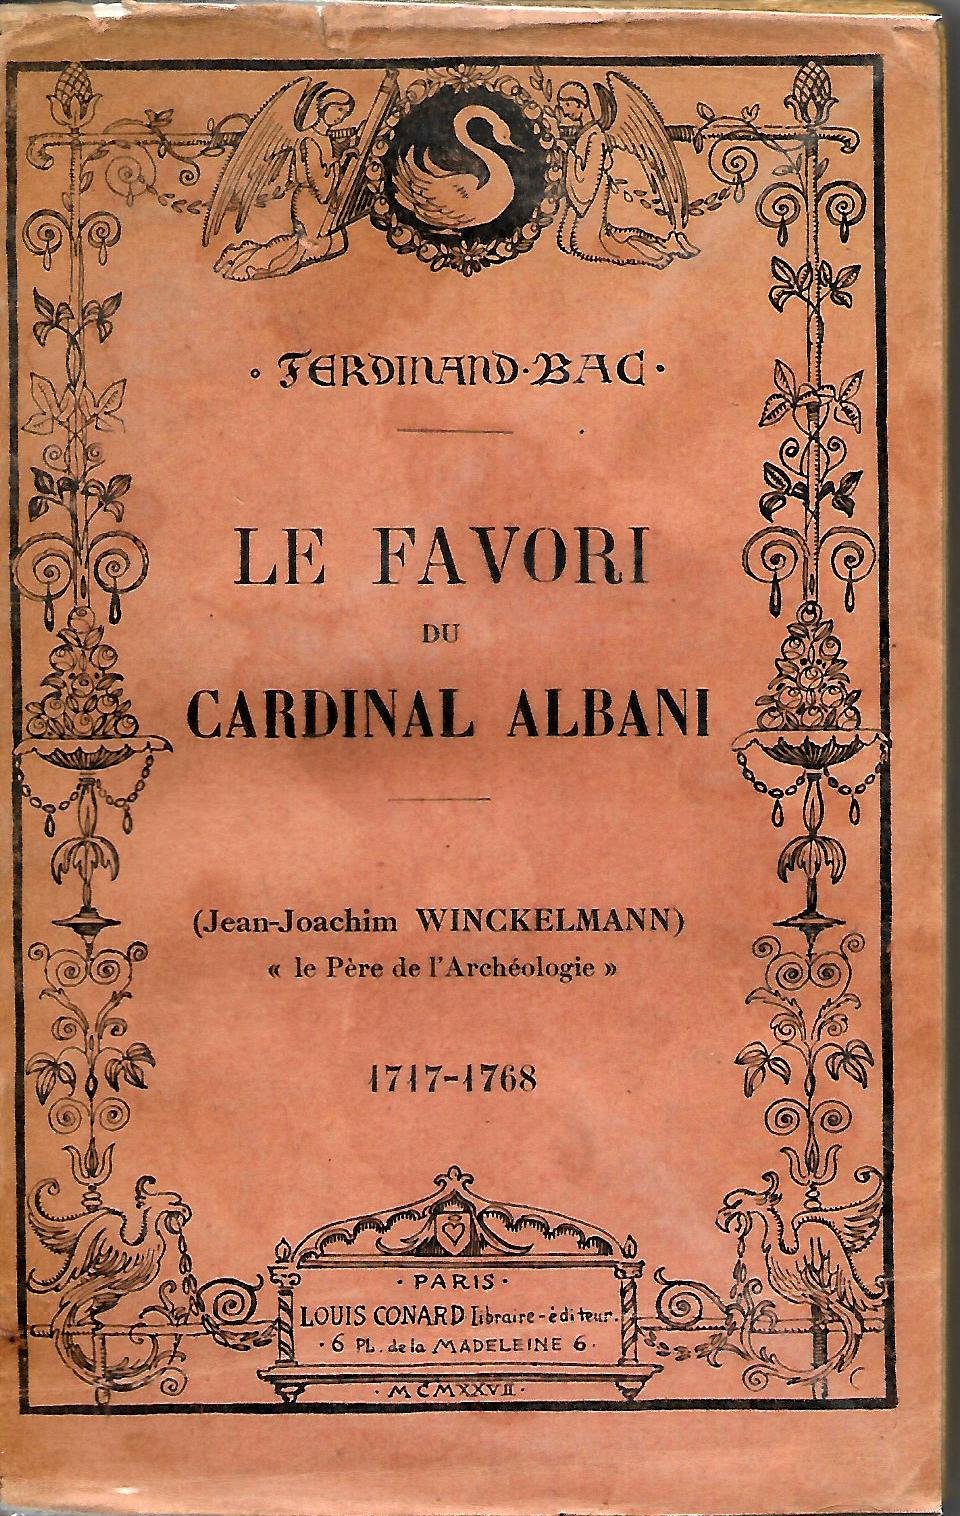 · FERDINAND · BAC ·
LE FAVORI
DU
CARDINAL ALBANI
(Jean-Joachim WINCKELMANN)
« le Père de l'Archéologie »
1717-1768
· PARIS ·
LOUIS CONARD Libraire-éditeur.
· 6 PL. de la MADELEINE 6 ·
· MCMXXVII ·